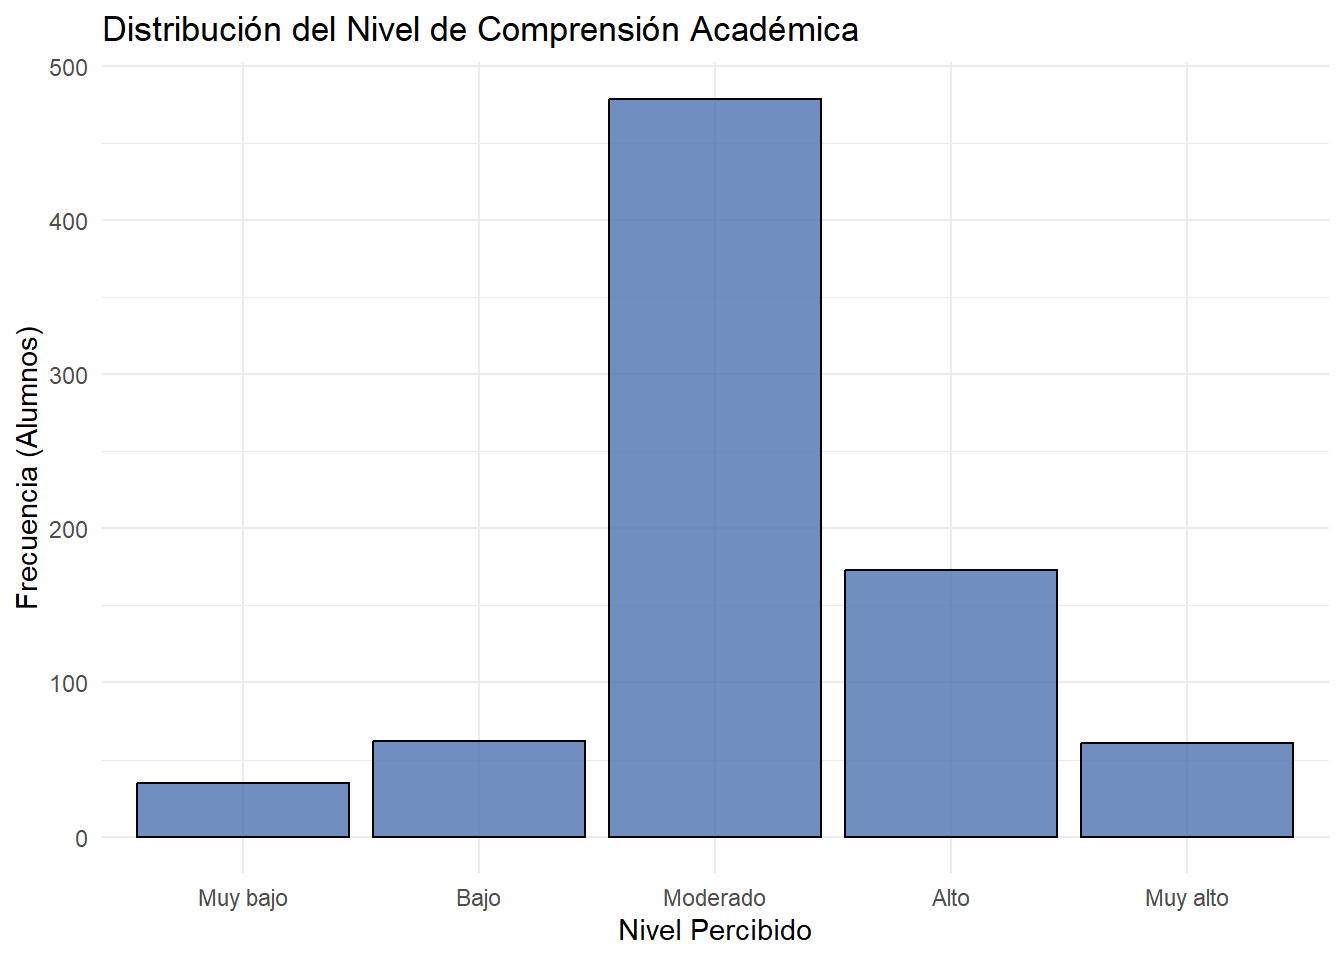 Distribución del Nivel de Comprensión Académica
500
400
300
200
100
0
Frecuencia (Alumnos)
Muy bajo
Bajo
Moderado
Alto
Muy alto
Nivel Percibido